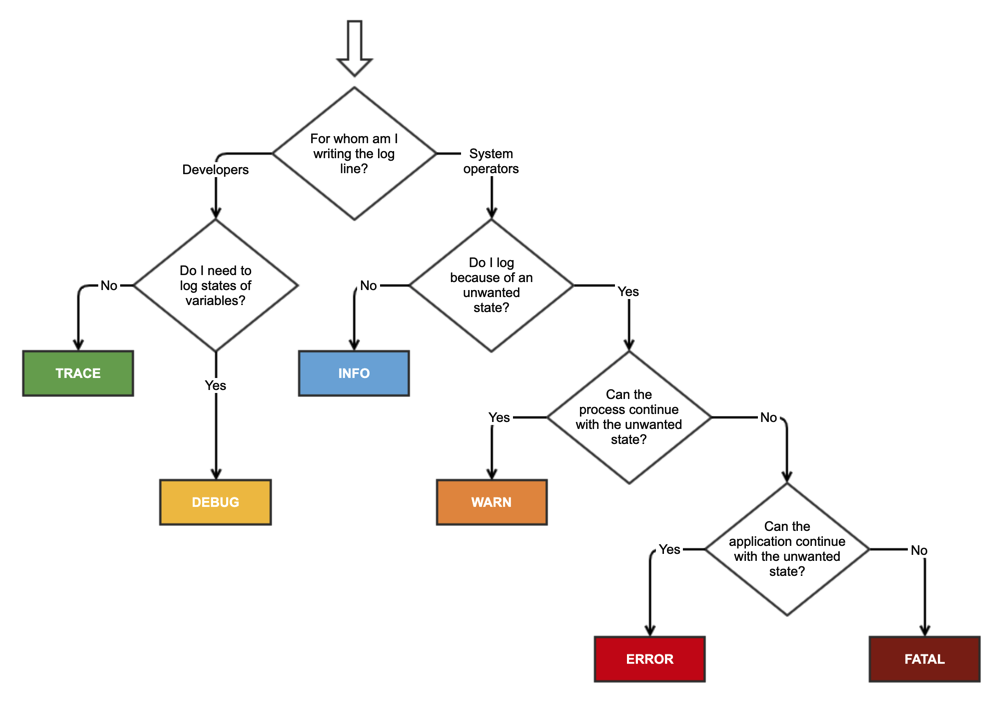 For whom am I
writing the log
line?
Developers
System
operators
Do I need to
log states of
variables?
Do I log
because of an
unwanted
state?
No
No
Yes
TRACE
INFO
Yes
Can the
process continue
with the unwanted
state?
Yes
No
DEBUG
WARN
Can the
application continue
with the unwanted
state?
Yes
No
ERROR
FATAL